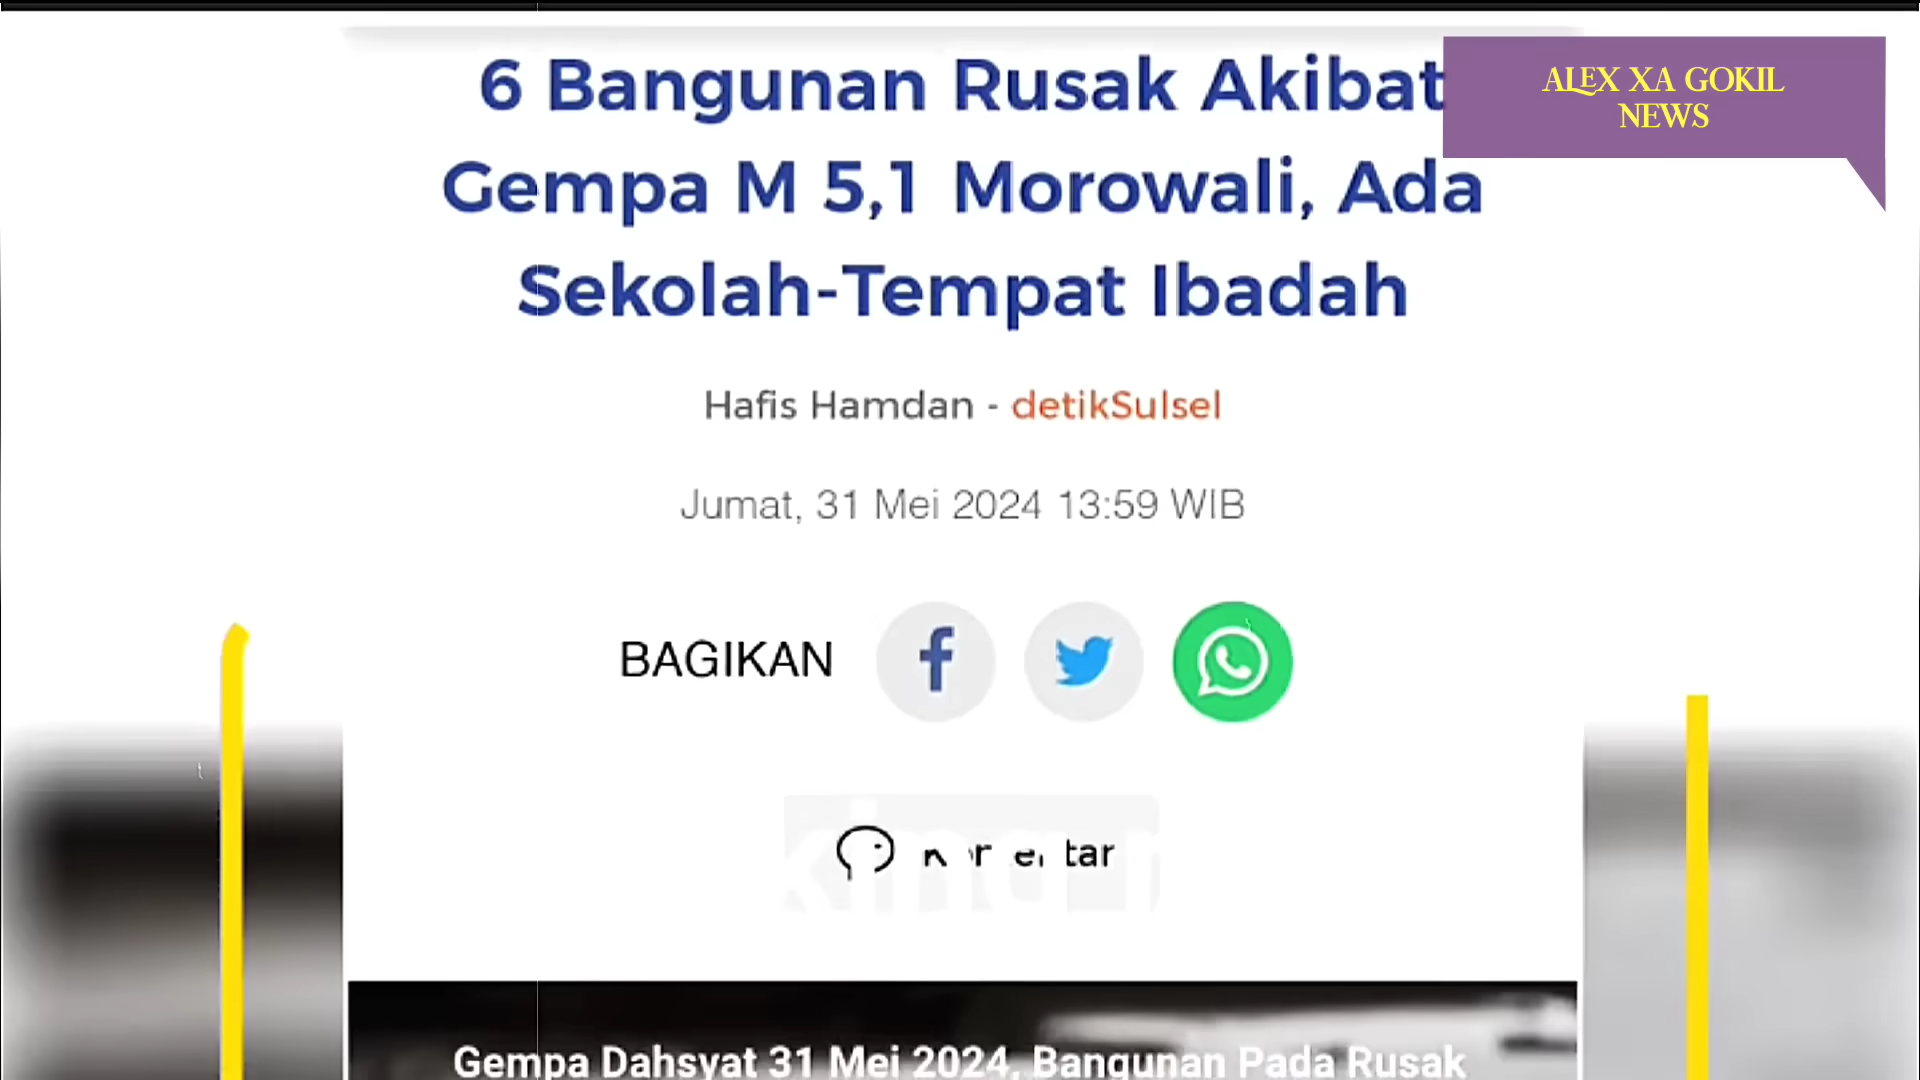 6 Bangunan Rusak Akibat
Gempa M 5,1 Morowali, Ada
Sekolah-Tempat Ibadah
ALEX XA GOKIL
NEWS
Hafis Hamdan - detikSulsel
Jumat, 31 Mei 2024 13:59 WIB
BAGIKAN
Gempa Dahsyat 31 Mei 2024, Bangunan Pada Rusak